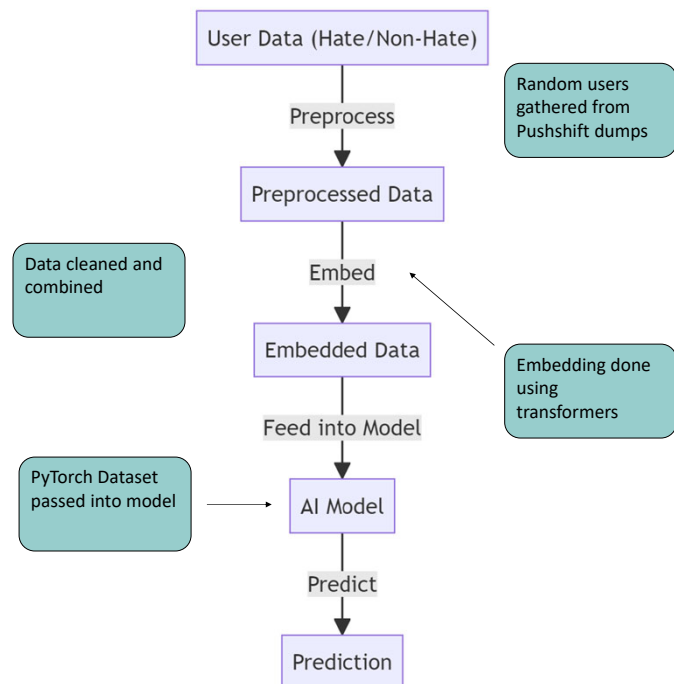 User Data (Hate/Non-Hate)
Random users
gathered from
Pushshift dumps
Preprocess
Preprocessed Data
Data cleaned and
combined
Embed
Embedded Data
Embedding done
using
transformers
Feed into Model
PyTorch Dataset
passed into model
AI Model
Predict
Prediction